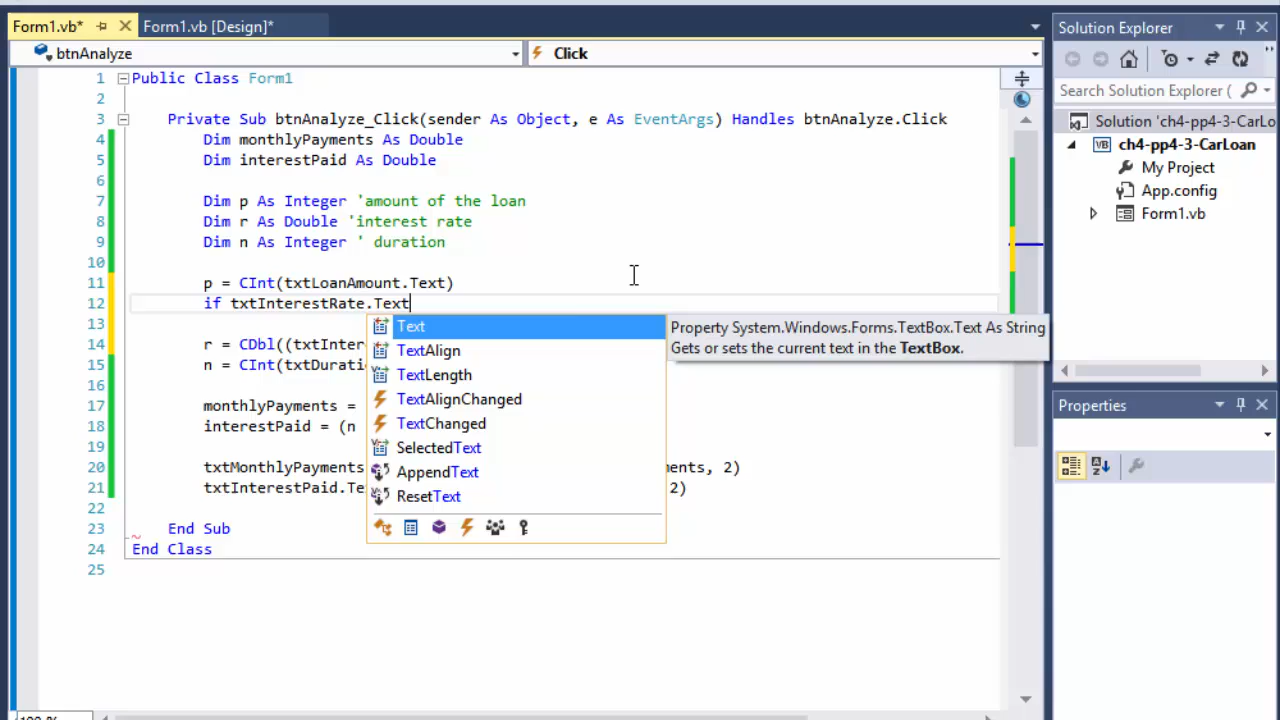 Form1.vb*
Form1.vb [Design]*
btnAnalyze
Click
1 Public Class Form1
2
3 Private Sub btnAnalyze_Click(sender As Object, e As EventArgs) Handles btnAnalyze.Click
4 Dim monthlyPayments As Double
5 Dim interestPaid As Double
6
7 Dim p As Integer 'amount of the loan
8 Dim r As Double 'interest rate
9 Dim n As Integer ' duration
10
11 p = CInt(txtLoanAmount.Text)
12 if txtInterestRate.Text
13
14 r = CDbl((txtInter
15 n = CInt(txtDurati
16
17 monthlyPayments =
18 interestPaid = (n
19
20 txtMonthlyPayments ments, 2)
21 txtInterestPaid.Te 2)
22
23 End Sub
24 End Class
25
Text
TextAlign
TextLength
TextAlignChanged
TextChanged
SelectedText
AppendText
ResetText
Property System.Windows.Forms.TextBox.Text As String
Gets or sets the current text in the TextBox.
Solution Explorer
Search Solution Explorer (
Solution 'ch4-pp4-3-CarLo
ch4-pp4-3-CarLoan
My Project
App.config
Form1.vb
Properties